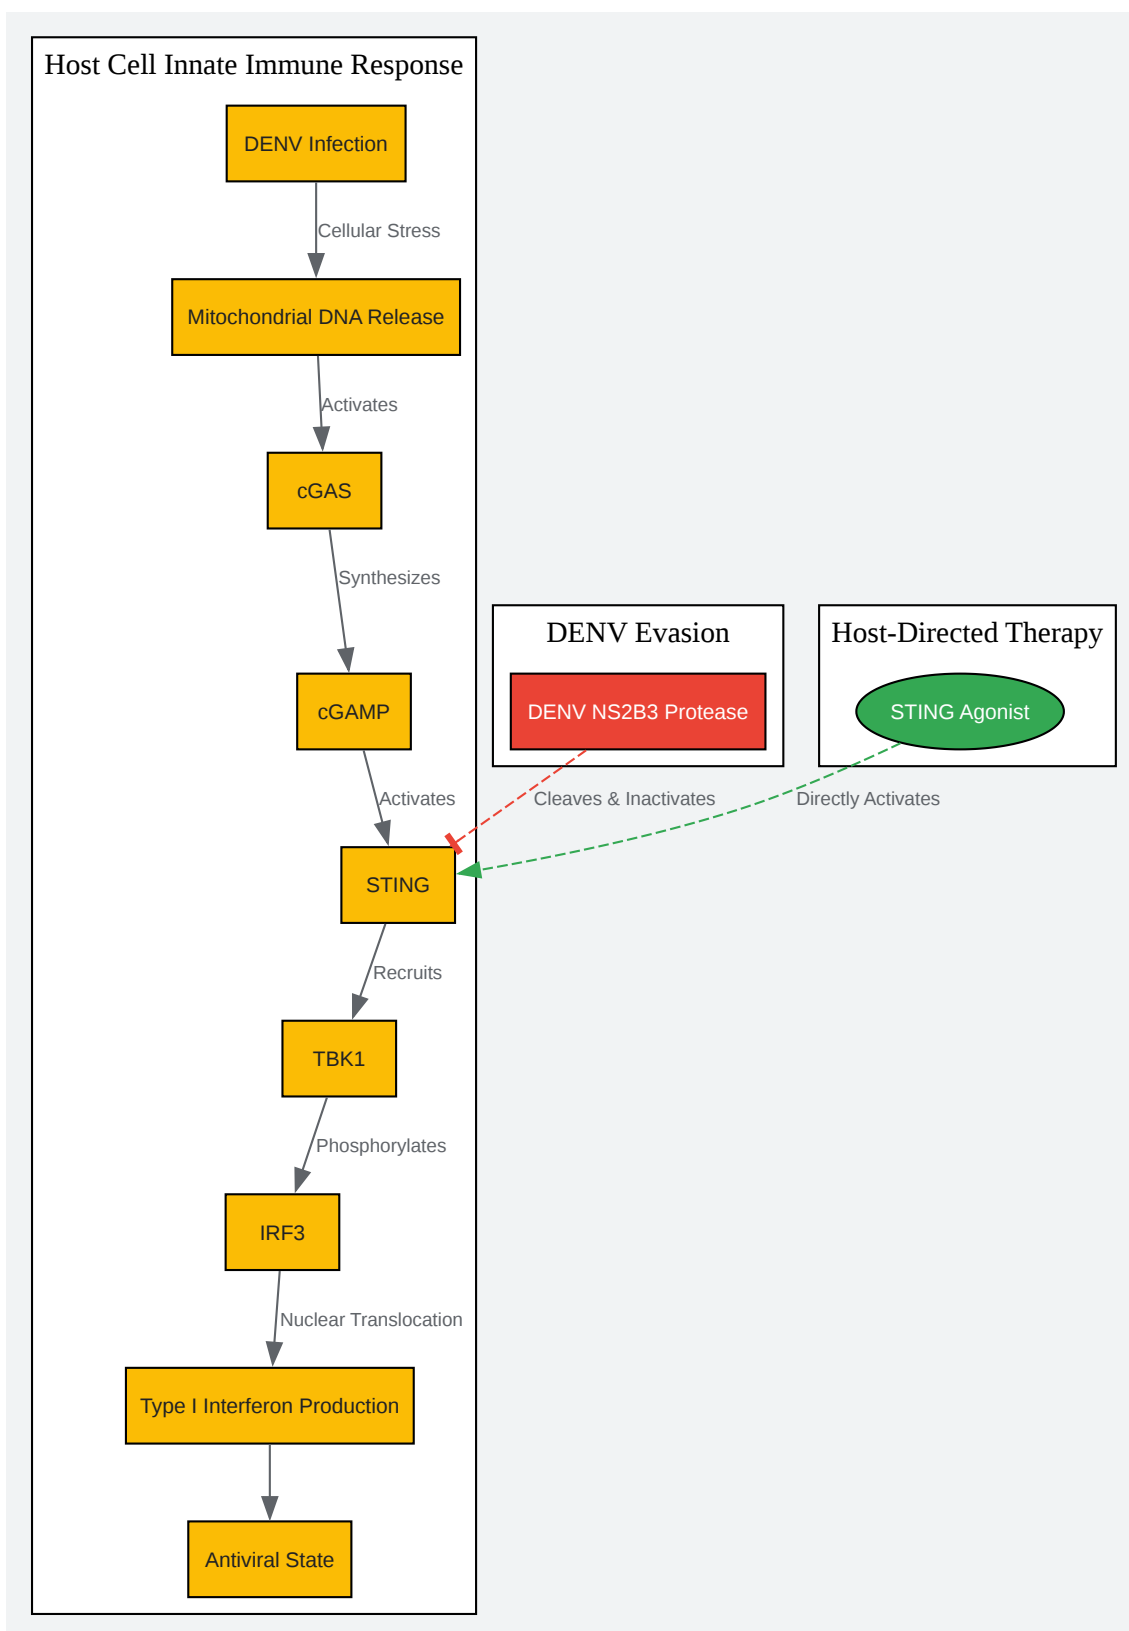 Host Cell Innate Immune Response
DENV Infection
Cellular Stress
Mitochondrial DNA Release
Activates
cGAS
Synthesizes
cGAMP
Activates
STING
Recruits
TBK1
Phosphorylates
IRF3
Nuclear Translocation
Type I Interferon Production
Antiviral State
DENV Evasion
DENV NS2B3 Protease
Cleaves & Inactivates
Host-Directed Therapy
STING Agonist
Directly Activates